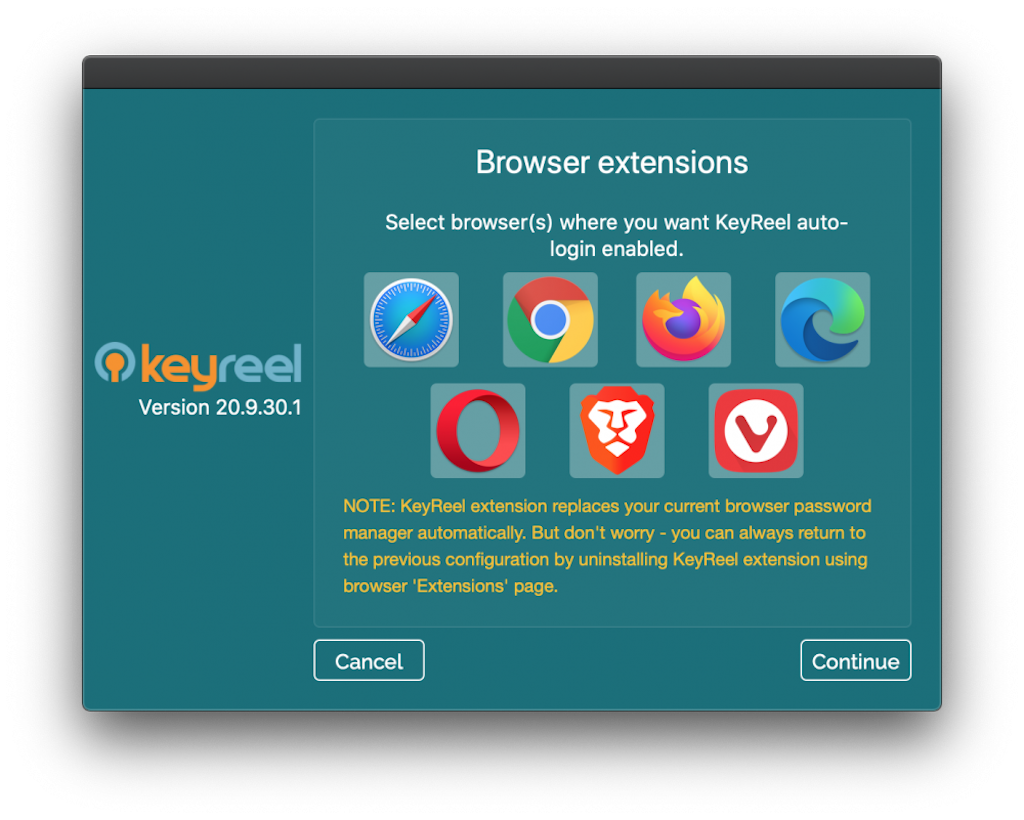 Browser extensions
Select browser(s) where you want KeyReel auto-
login enabled.
keyreel
Version 20.9.30.1
NOTE: KeyReel extension replaces your current browser password
manager automatically. But don't worry - you can always return to
the previous configuration by uninstalling KeyReel extension using
browser 'Extensions' page.
Cancel
Continue